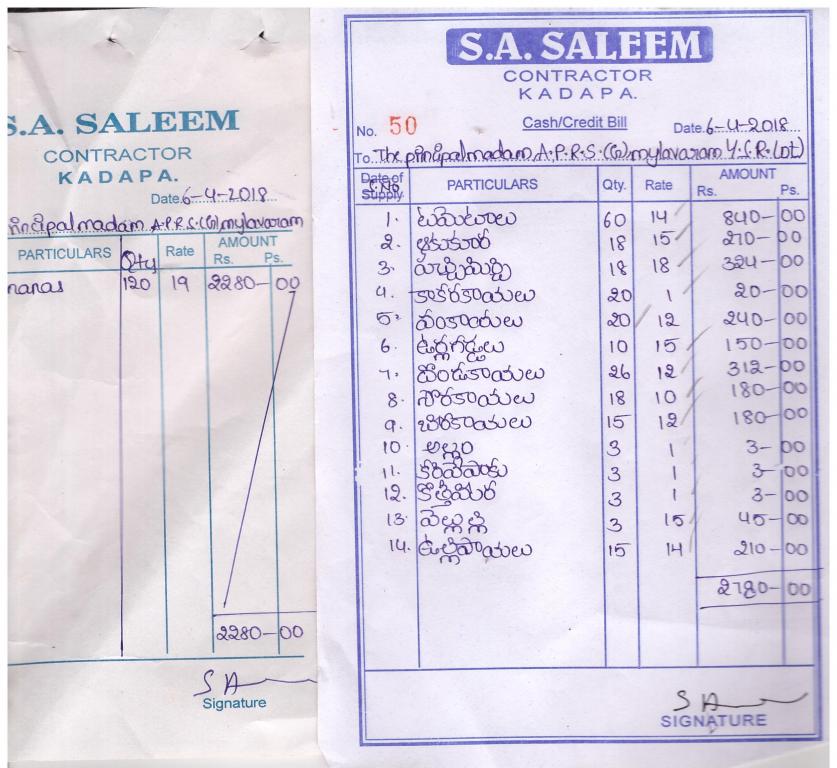 S.A. SALEEM
CONTRACTOR
KADAPA.
Date 6-4-2018
principal madam, A.P.R.S.(G) mylavaram
PARTICULARS Qty Rate AMOUNT
Rs. Ps.
nanas 120 19 2280-00
2280-00
Signature
S.A. SALEEM
CONTRACTOR
KADAPA.
No. 50 Cash/Credit Bill Date 6-4-2018
To The principal madam, A.P.R.S.(G) mylavaram Y.S.R. (Dt)
Date of Supply S.No PARTICULARS Qty. Rate AMOUNT
Rs. Ps.
1. టమెటాలు 60 14 840-00
2. ఆకుకూర 18 15 270-00
3. పచ్చిమిర్చి 18 18 324-00
4. కాకరకాయలు 20 1 20-00
5. వంకాయలు 20 12 240-00
6. ఉర్లగడ్డలు 10 15 150-00
7. దొండకాయలు 26 12 312-00
8. సొరకాయలు 18 10 180-00
9. బీరకాయలు 15 12 180-00
10. అల్లం 3 1 3-00
11. కరివేపాకు 3 1 3-00
12. కొత్తిమిర 3 1 3-00
13. వెల్లుల్లి 3 15 45-00
14. ఉల్లిపాయలు 15 14 210-00
2780-00
SIGNATURE